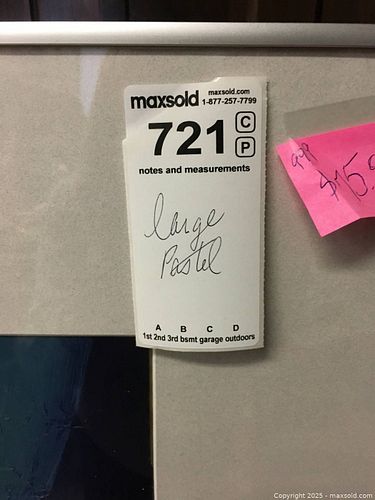 maxsold maxsold.com
1-877-257-7799
721 C
P
notes and measurements
large
Pastel
A B C D
1st 2nd 3rd bsmt garage outdoors
app
Copyright 2025 - maxsold.com